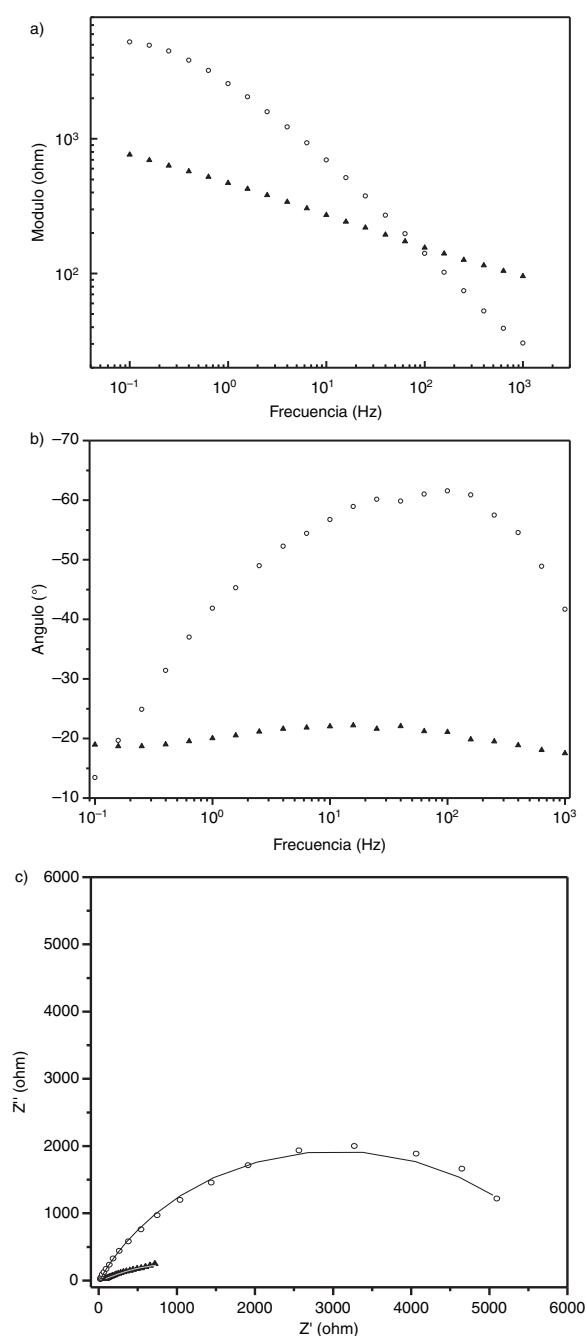 a)
10³
10²
Modulo (ohm)
10⁻¹ 10⁰ 10¹ 10² 10³
Frecuencia (Hz)
b)
–70
–60
–50
–40
–30
–20
–10
Angulo (°)
10⁻¹ 10⁰ 10¹ 10² 10³
Frecuencia (Hz)
c)
6000
5000
4000
3000
2000
1000
0
Z'' (ohm)
0 1000 2000 3000 4000 5000 6000
Z' (ohm)